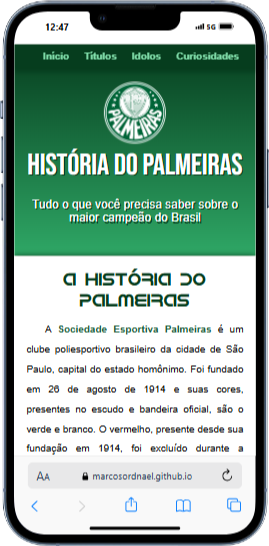 12:47
5G
Início Títulos Idolos Curiosidades
PALMEIRAS
HISTÓRIA DO PALMEIRAS
Tudo o que você precisa saber sobre o
maior campeão do Brasil
A HISTÓRIA DO
PALMEIRAS
A Sociedade Esportiva Palmeiras é um
clube poliesportivo brasileiro da cidade de São
Paulo, capital do estado homônimo. Foi fundado
em 26 de agosto de 1914 e suas cores,
presentes no escudo e bandeira oficial, são o
verde e branco. O vermelho, presente desde sua
fundação em 1914, foi excluído durante a
AA marcosordnael.github.io